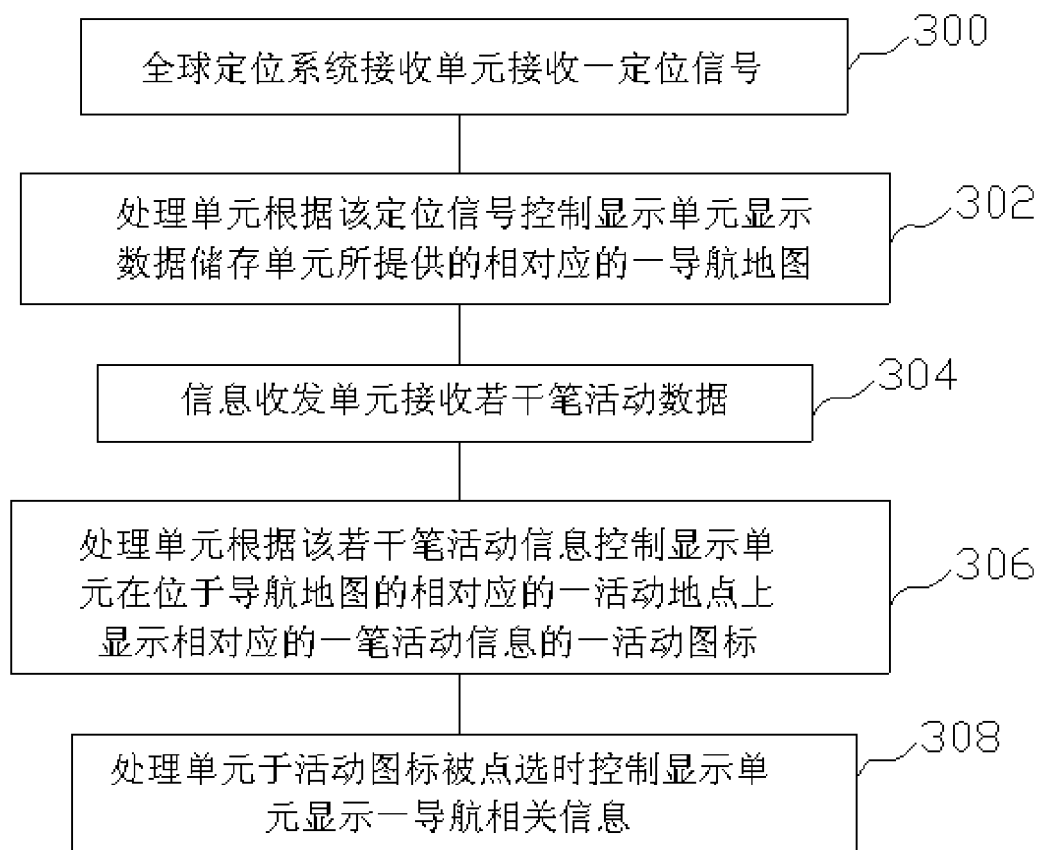 全球定位系统接收单元接收一定位信号
300
处理单元根据该定位信号控制显示单元显示
数据储存单元所提供的相对应的一导航地图
302
信息收发单元接收若干笔活动数据
304
处理单元根据该若干笔活动信息控制显示单
元在位于导航地图的相对应的一活动地点上
显示相对应的一笔活动信息的一活动图标
306
处理单元于活动图标被点选时控制显示单
元显示一导航相关信息
308